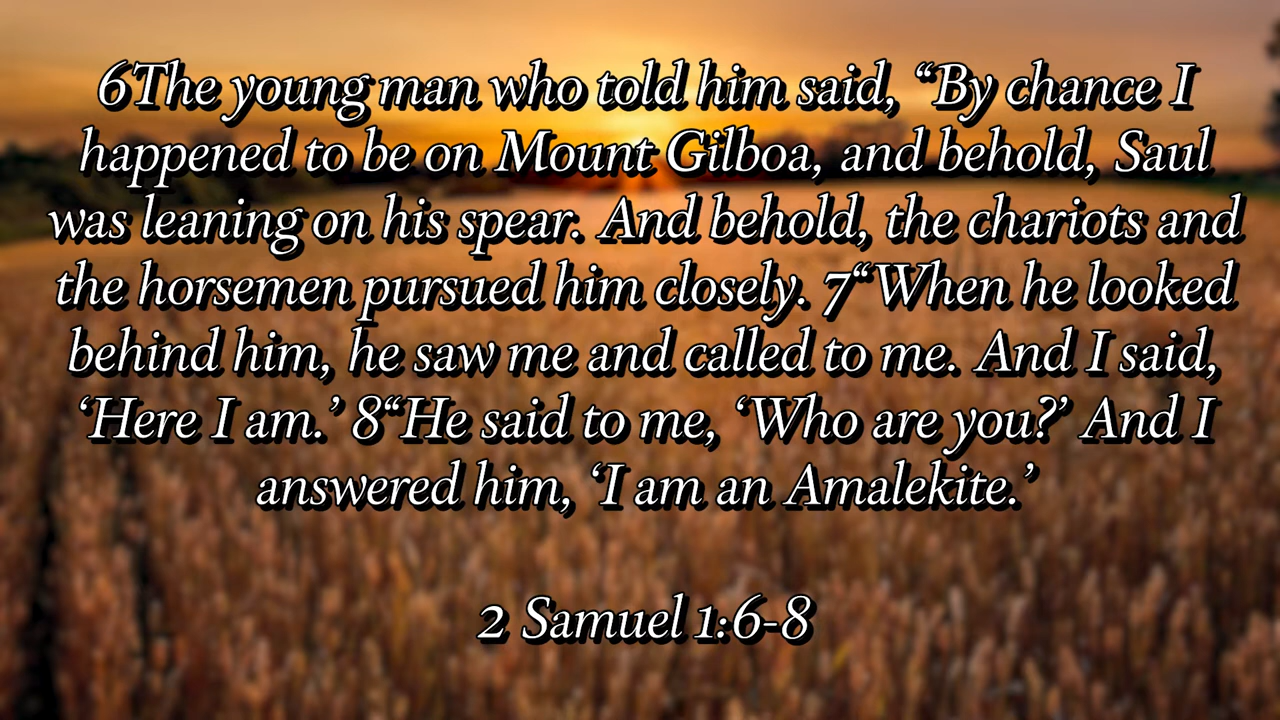 6The young man who told him said, “By chance I
happened to be on Mount Gilboa, and behold, Saul
was leaning on his spear. And behold, the chariots and
the horsemen pursued him closely. 7“When he looked
behind him, he saw me and called to me. And I said,
‘Here I am.’ 8“He said to me, ‘Who are you?’ And I
answered him, ‘I am an Amalekite.’
2 Samuel 1:6-8